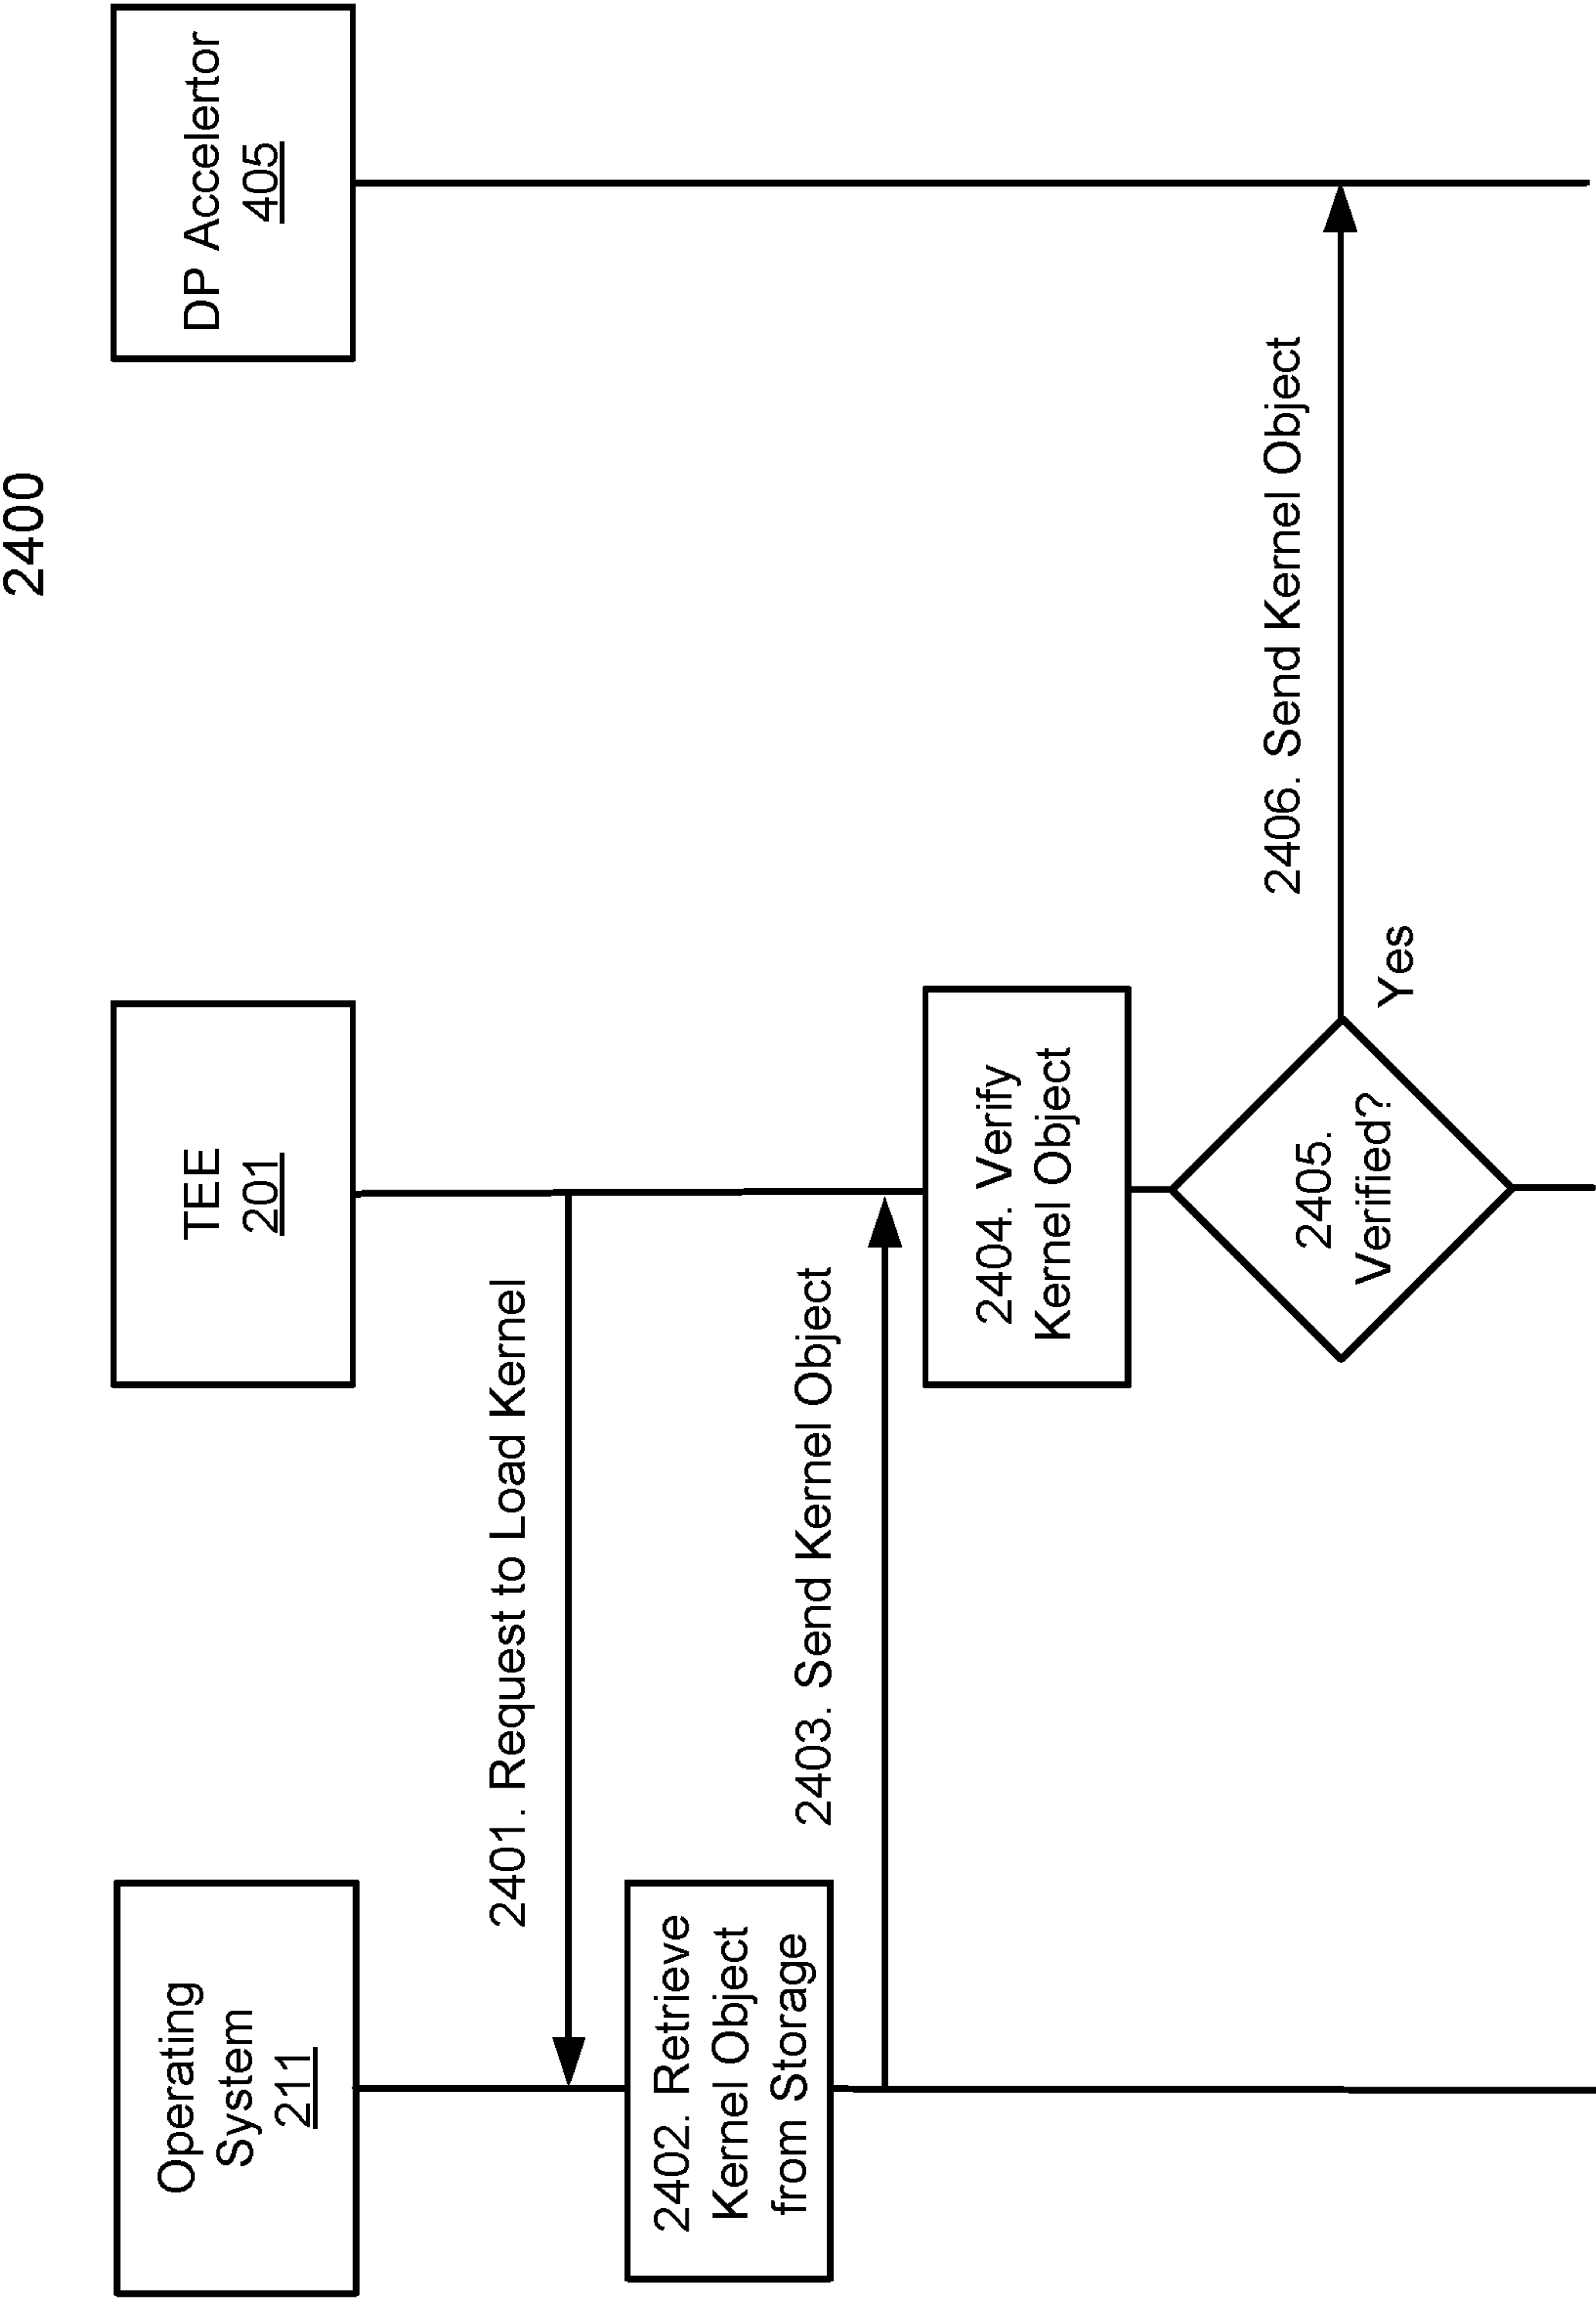 2400
Operating
System
211
TEE
201
DP Accelertor
405
2401. Request to Load Kernel
2402. Retrieve
Kernel Object
from Storage
2403. Send Kernel Object
2404. Verify
Kernel Object
2405.
Verified?
Yes
2406. Send Kernel Object